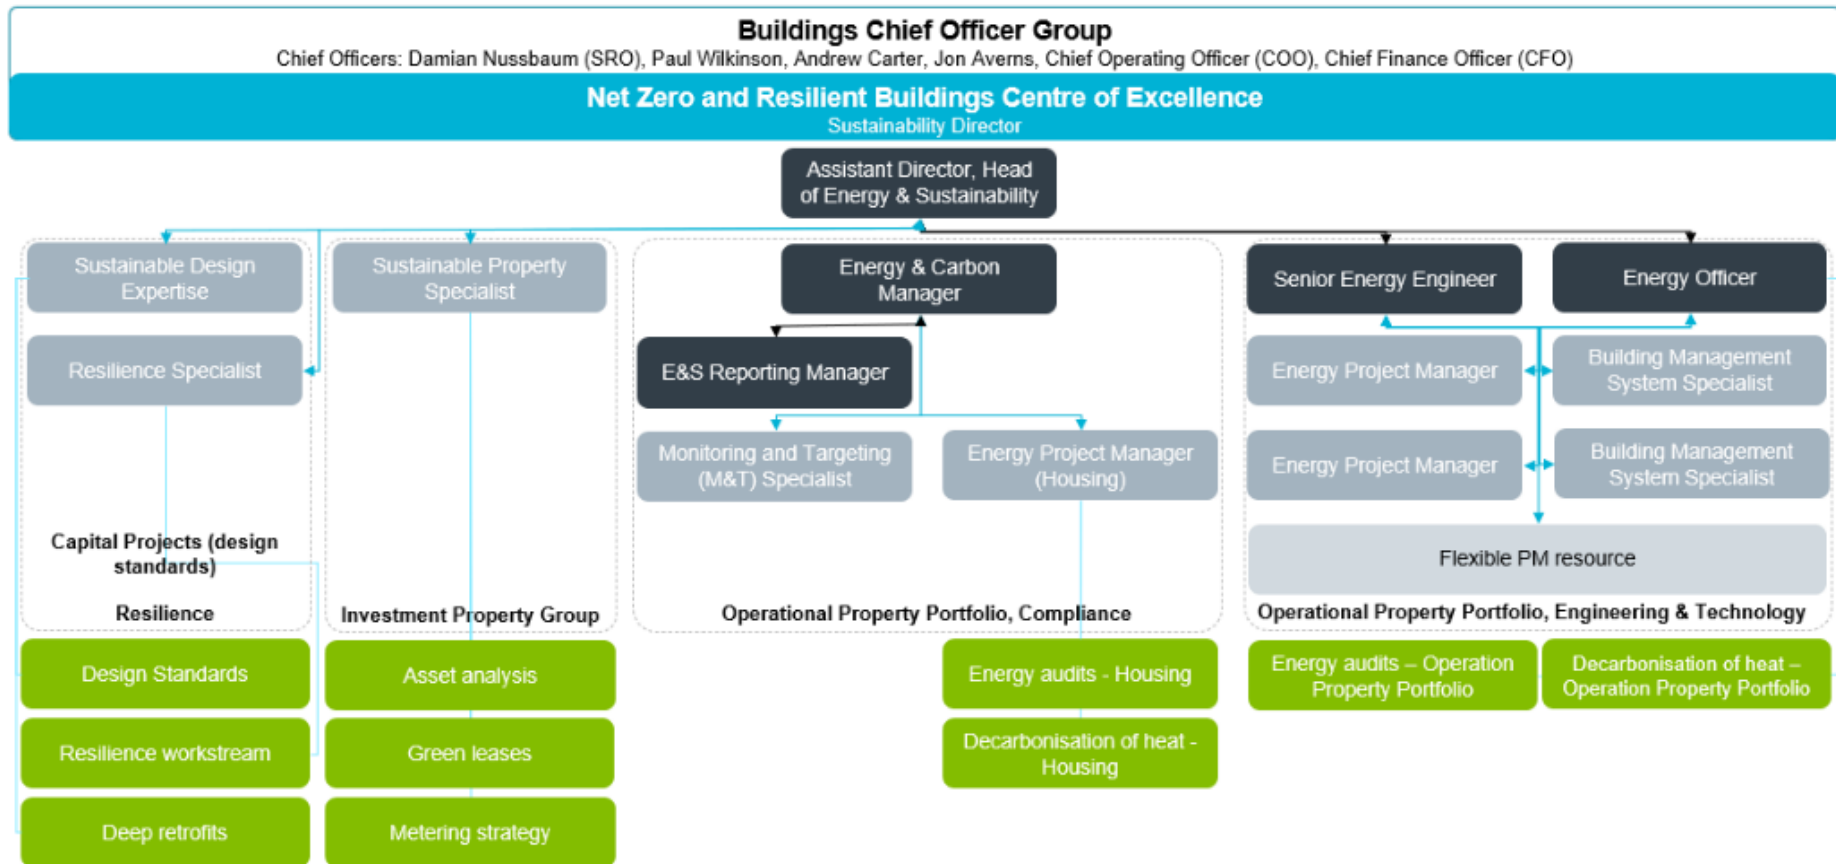 Buildings Chief Officer Group
Chief Officers: Damian Nussbaum (SRO), Paul Wilkinson, Andrew Carter, Jon Averns, Chief Operating Officer (COO), Chief Finance Officer (CFO)
Net Zero and Resilient Buildings Centre of Excellence
Sustainability Director
Assistant Director, Head
of Energy & Sustainability
Sustainable Design
Expertise
Resilience Specialist
Capital Projects (design
standards)
Resilience
Sustainable Property
Specialist
Investment Property Group
Energy & Carbon
Manager
E&S Reporting Manager
Monitoring and Targeting
(M&T) Specialist
Energy Project Manager
(Housing)
Operational Property Portfolio, Compliance
Senior Energy Engineer
Energy Officer
Energy Project Manager
Building Management
System Specialist
Energy Project Manager
Building Management
System Specialist
Flexible PM resource
Operational Property Portfolio, Engineering & Technology
Design Standards
Resilience workstream
Deep retrofits
Asset analysis
Green leases
Metering strategy
Energy audits - Housing
Decarbonisation of heat -
Housing
Energy audits – Operation
Property Portfolio
Decarbonisation of heat –
Operation Property Portfolio